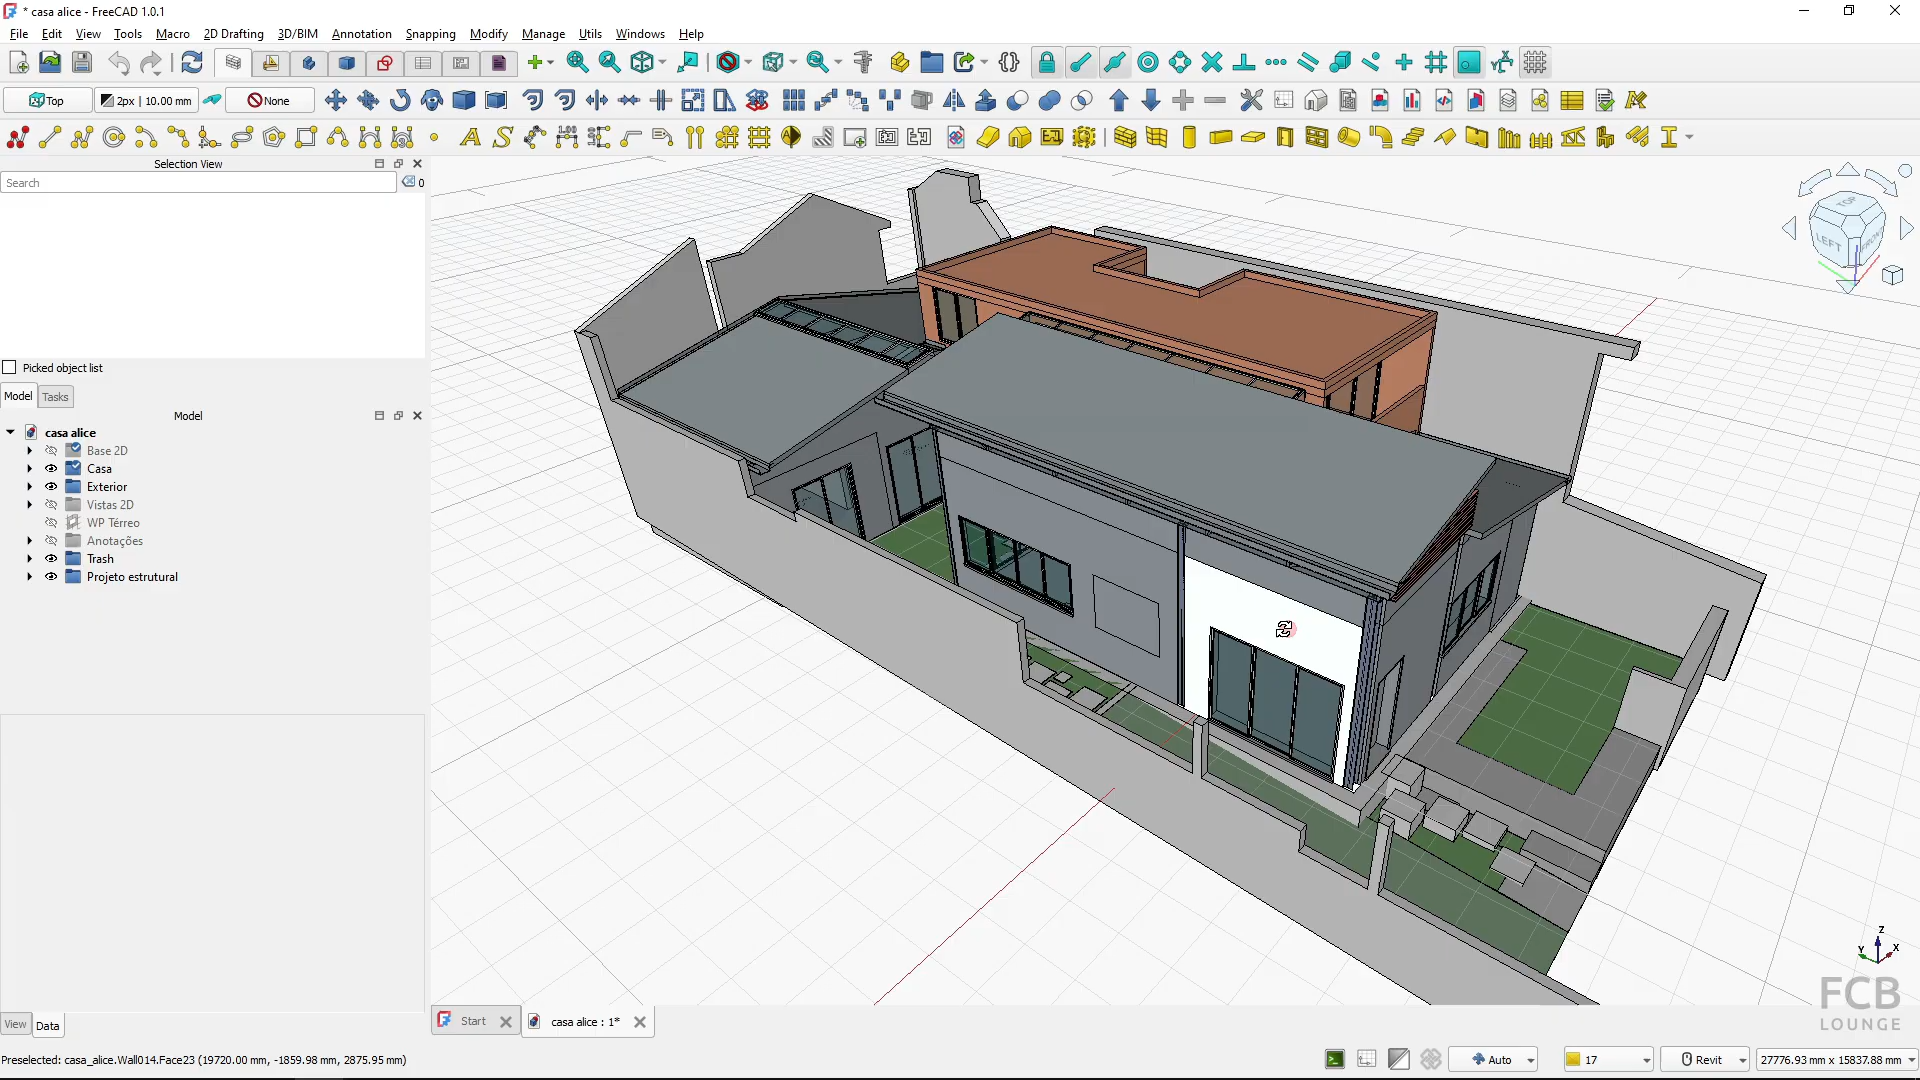 * casa alice - FreeCAD 1.0.1
File Edit View Tools Macro 2D Drafting 3D/BIM Annotation Snapping Modify Manage Utils Windows Help
Top 2px | 10.00 mm None
Selection View
Search
0
Picked object list
Model Tasks
Model
casa alice
Base 2D
Casa
Exterior
Vistas 2D
WP Térreo
Anotações
Trash
Projeto estrutural
TOP
LEFT
FRONT
Z
Y X
FCB
LOUNGE
View Data
Start casa alice : 1*
Preselected: casa_alice.Wall014.Face23 (19720.00 mm, -1859.98 mm, 2875.95 mm)
Auto 17 Revit 27776.93 mm x 15837.88 mm